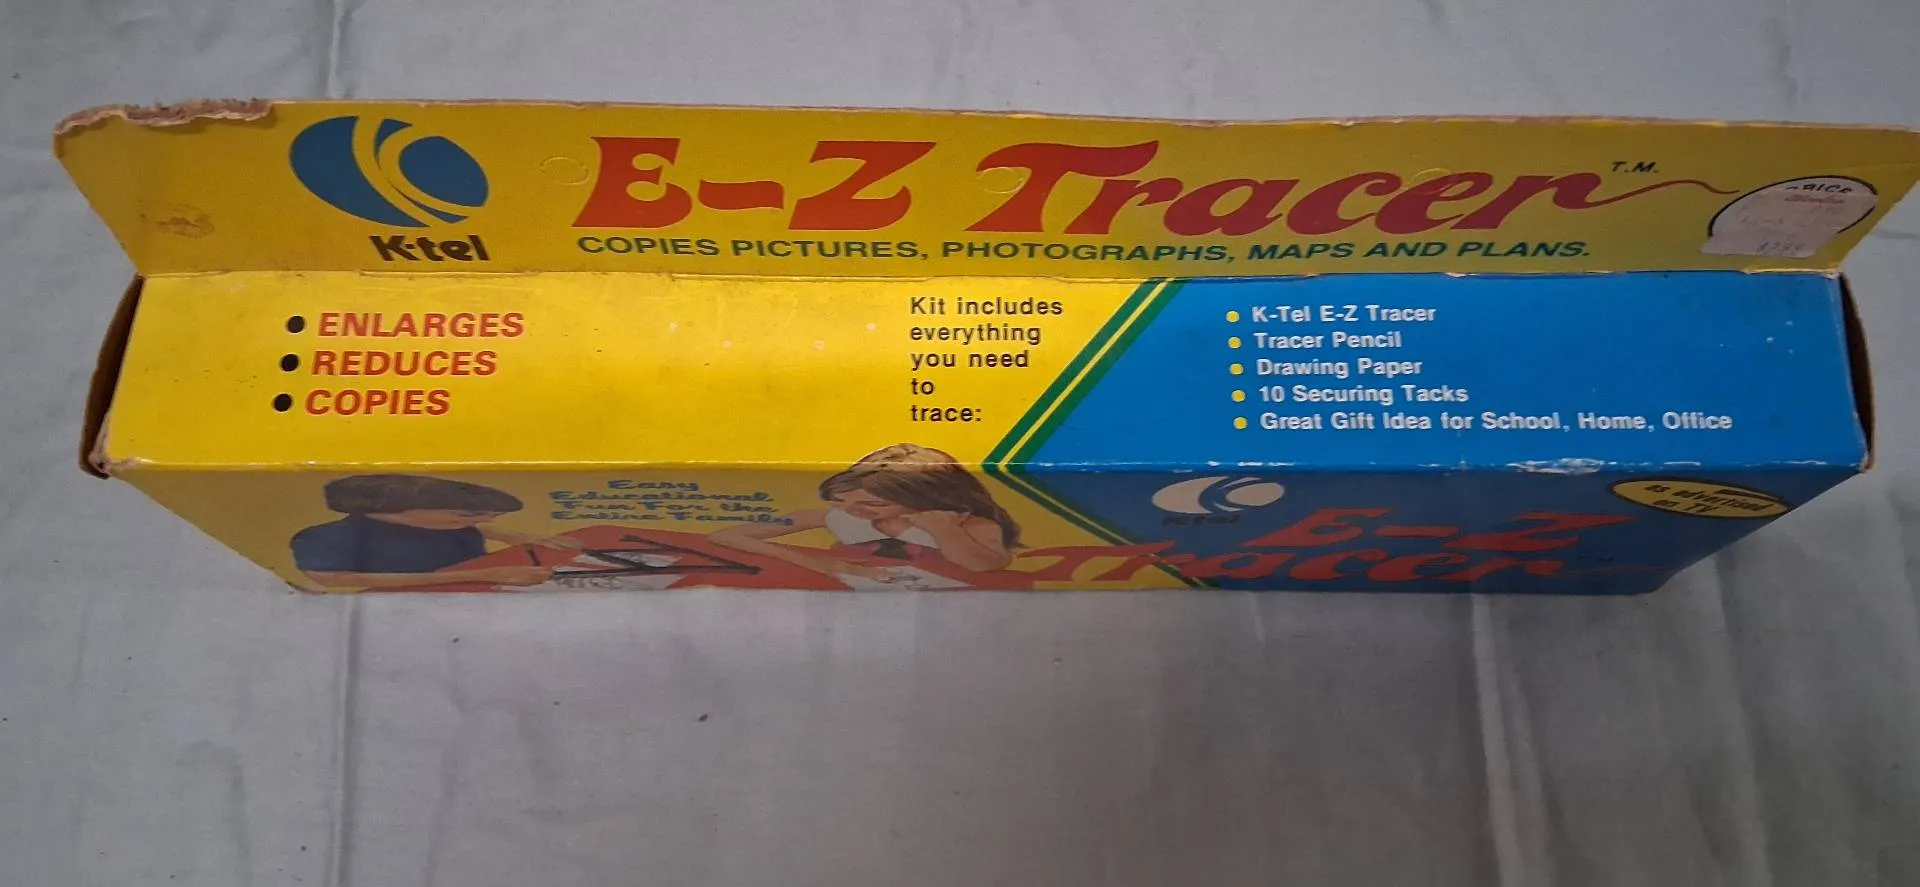 K-tel
E-Z Tracer
T.M.
COPIES PICTURES, PHOTOGRAPHS, MAPS AND PLANS.
ENLARGES
REDUCES
COPIES
Kit includes
everything
you need
to
trace:
K-Tel E-Z Tracer
Tracer Pencil
Drawing Paper
10 Securing Tacks
Great Gift Idea for School, Home, Office
Easy
Educational
Fun For the
Entire Family
K-tel
E-Z
Tracer
as advertised
on TV